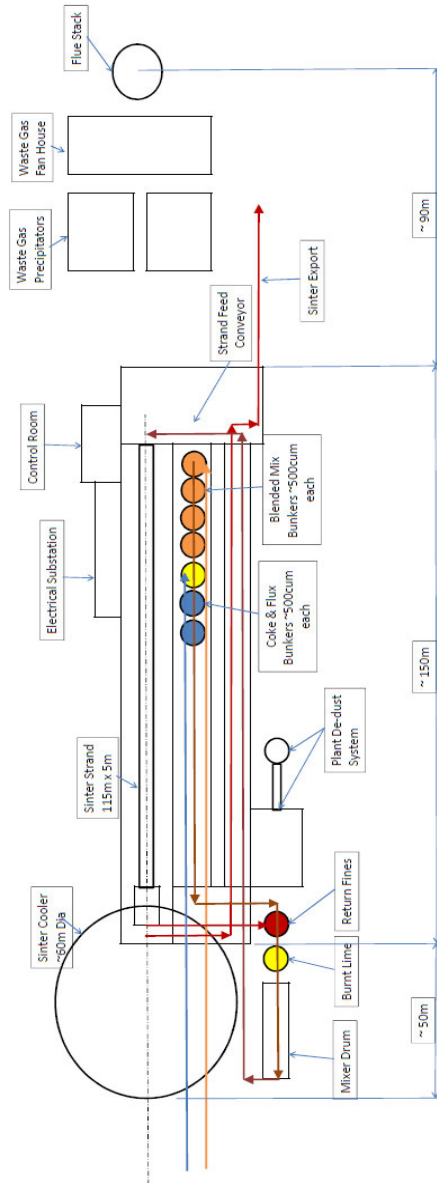 Flue Stack
Waste Gas
Fan House
Waste Gas
Precipitators
Control Room
Electrical Substation
Sinter Strand
115m x 5m
Sinter Cooler
~60m Dia
Strand Feed
Conveyor
Sinter Export
Blended Mix
Bunkers ~500cum
each
Coke & Flux
Bunkers ~500cum
each
Plant De-dust
System
Return Fines
Burnt Lime
Mixer Drum
~ 90m
~ 150m
~ 50m